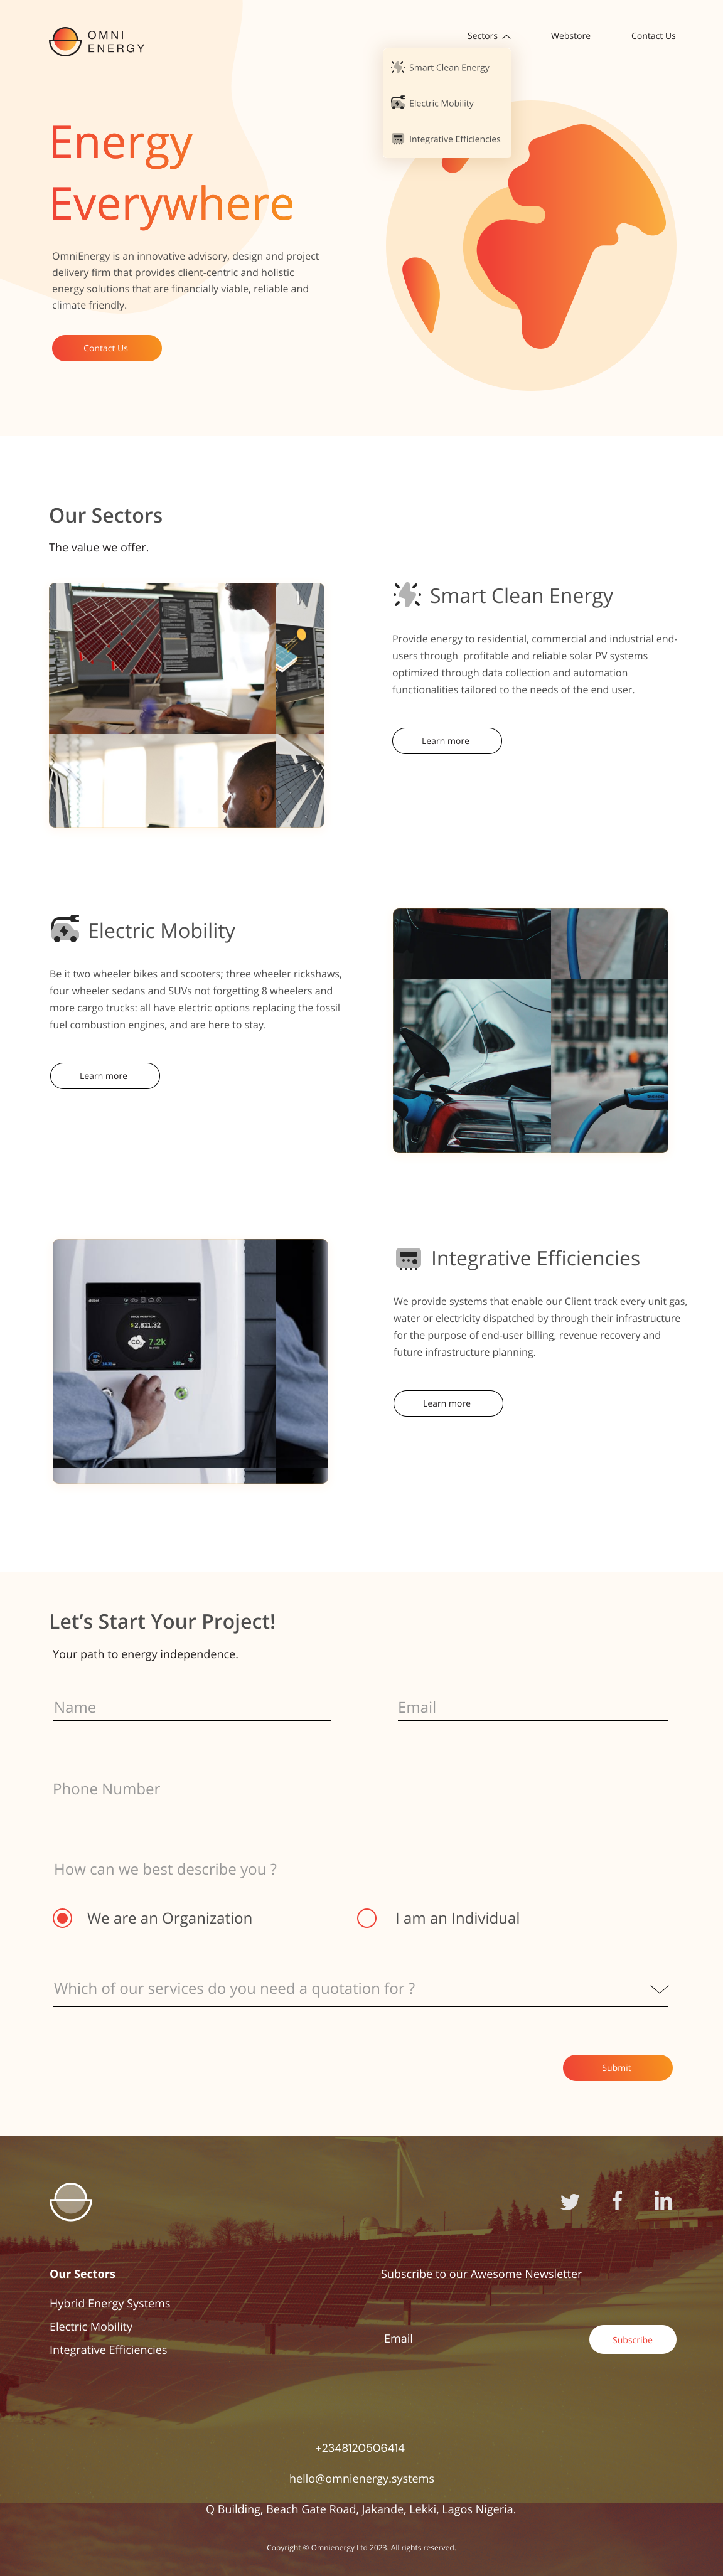 OMNI
ENERGY
Sectors
Webstore
Contact Us
Smart Clean Energy
Electric Mobility
Integrative Efficiencies
Energy
Everywhere
OmniEnergy is an innovative advisory, design and project
delivery firm that provides client-centric and holistic
energy solutions that are financially viable, reliable and
climate friendly.
Contact Us
Our Sectors
The value we offer.
Smart Clean Energy
Provide energy to residential, commercial and industrial end-
users through profitable and reliable solar PV systems
optimized through data collection and automation
functionalities tailored to the needs of the end user.
Learn more
Electric Mobility
Be it two wheeler bikes and scooters; three wheeler rickshaws,
four wheeler sedans and SUVs not forgetting 8 wheelers and
more cargo trucks: all have electric options replacing the fossil
fuel combustion engines, and are here to stay.
Learn more
$ 2,811.32
CO₂ 7.2k
Integrative Efficiencies
We provide systems that enable our Client track every unit gas,
water or electricity dispatched by through their infrastructure
for the purpose of end-user billing, revenue recovery and
future infrastructure planning.
Learn more
Let's Start Your Project!
Your path to energy independence.
Name
Email
Phone Number
How can we best describe you ?
We are an Organization
I am an Individual
Which of our services do you need a quotation for ?
Submit
Our Sectors
Hybrid Energy Systems
Electric Mobility
Integrative Efficiencies
Subscribe to our Awesome Newsletter
Email
Subscribe
+2348120506414
hello@omnienergy.systems
Q Building, Beach Gate Road, Jakande, Lekki, Lagos Nigeria.
Copyright © Omnienergy Ltd 2023. All rights reserved.